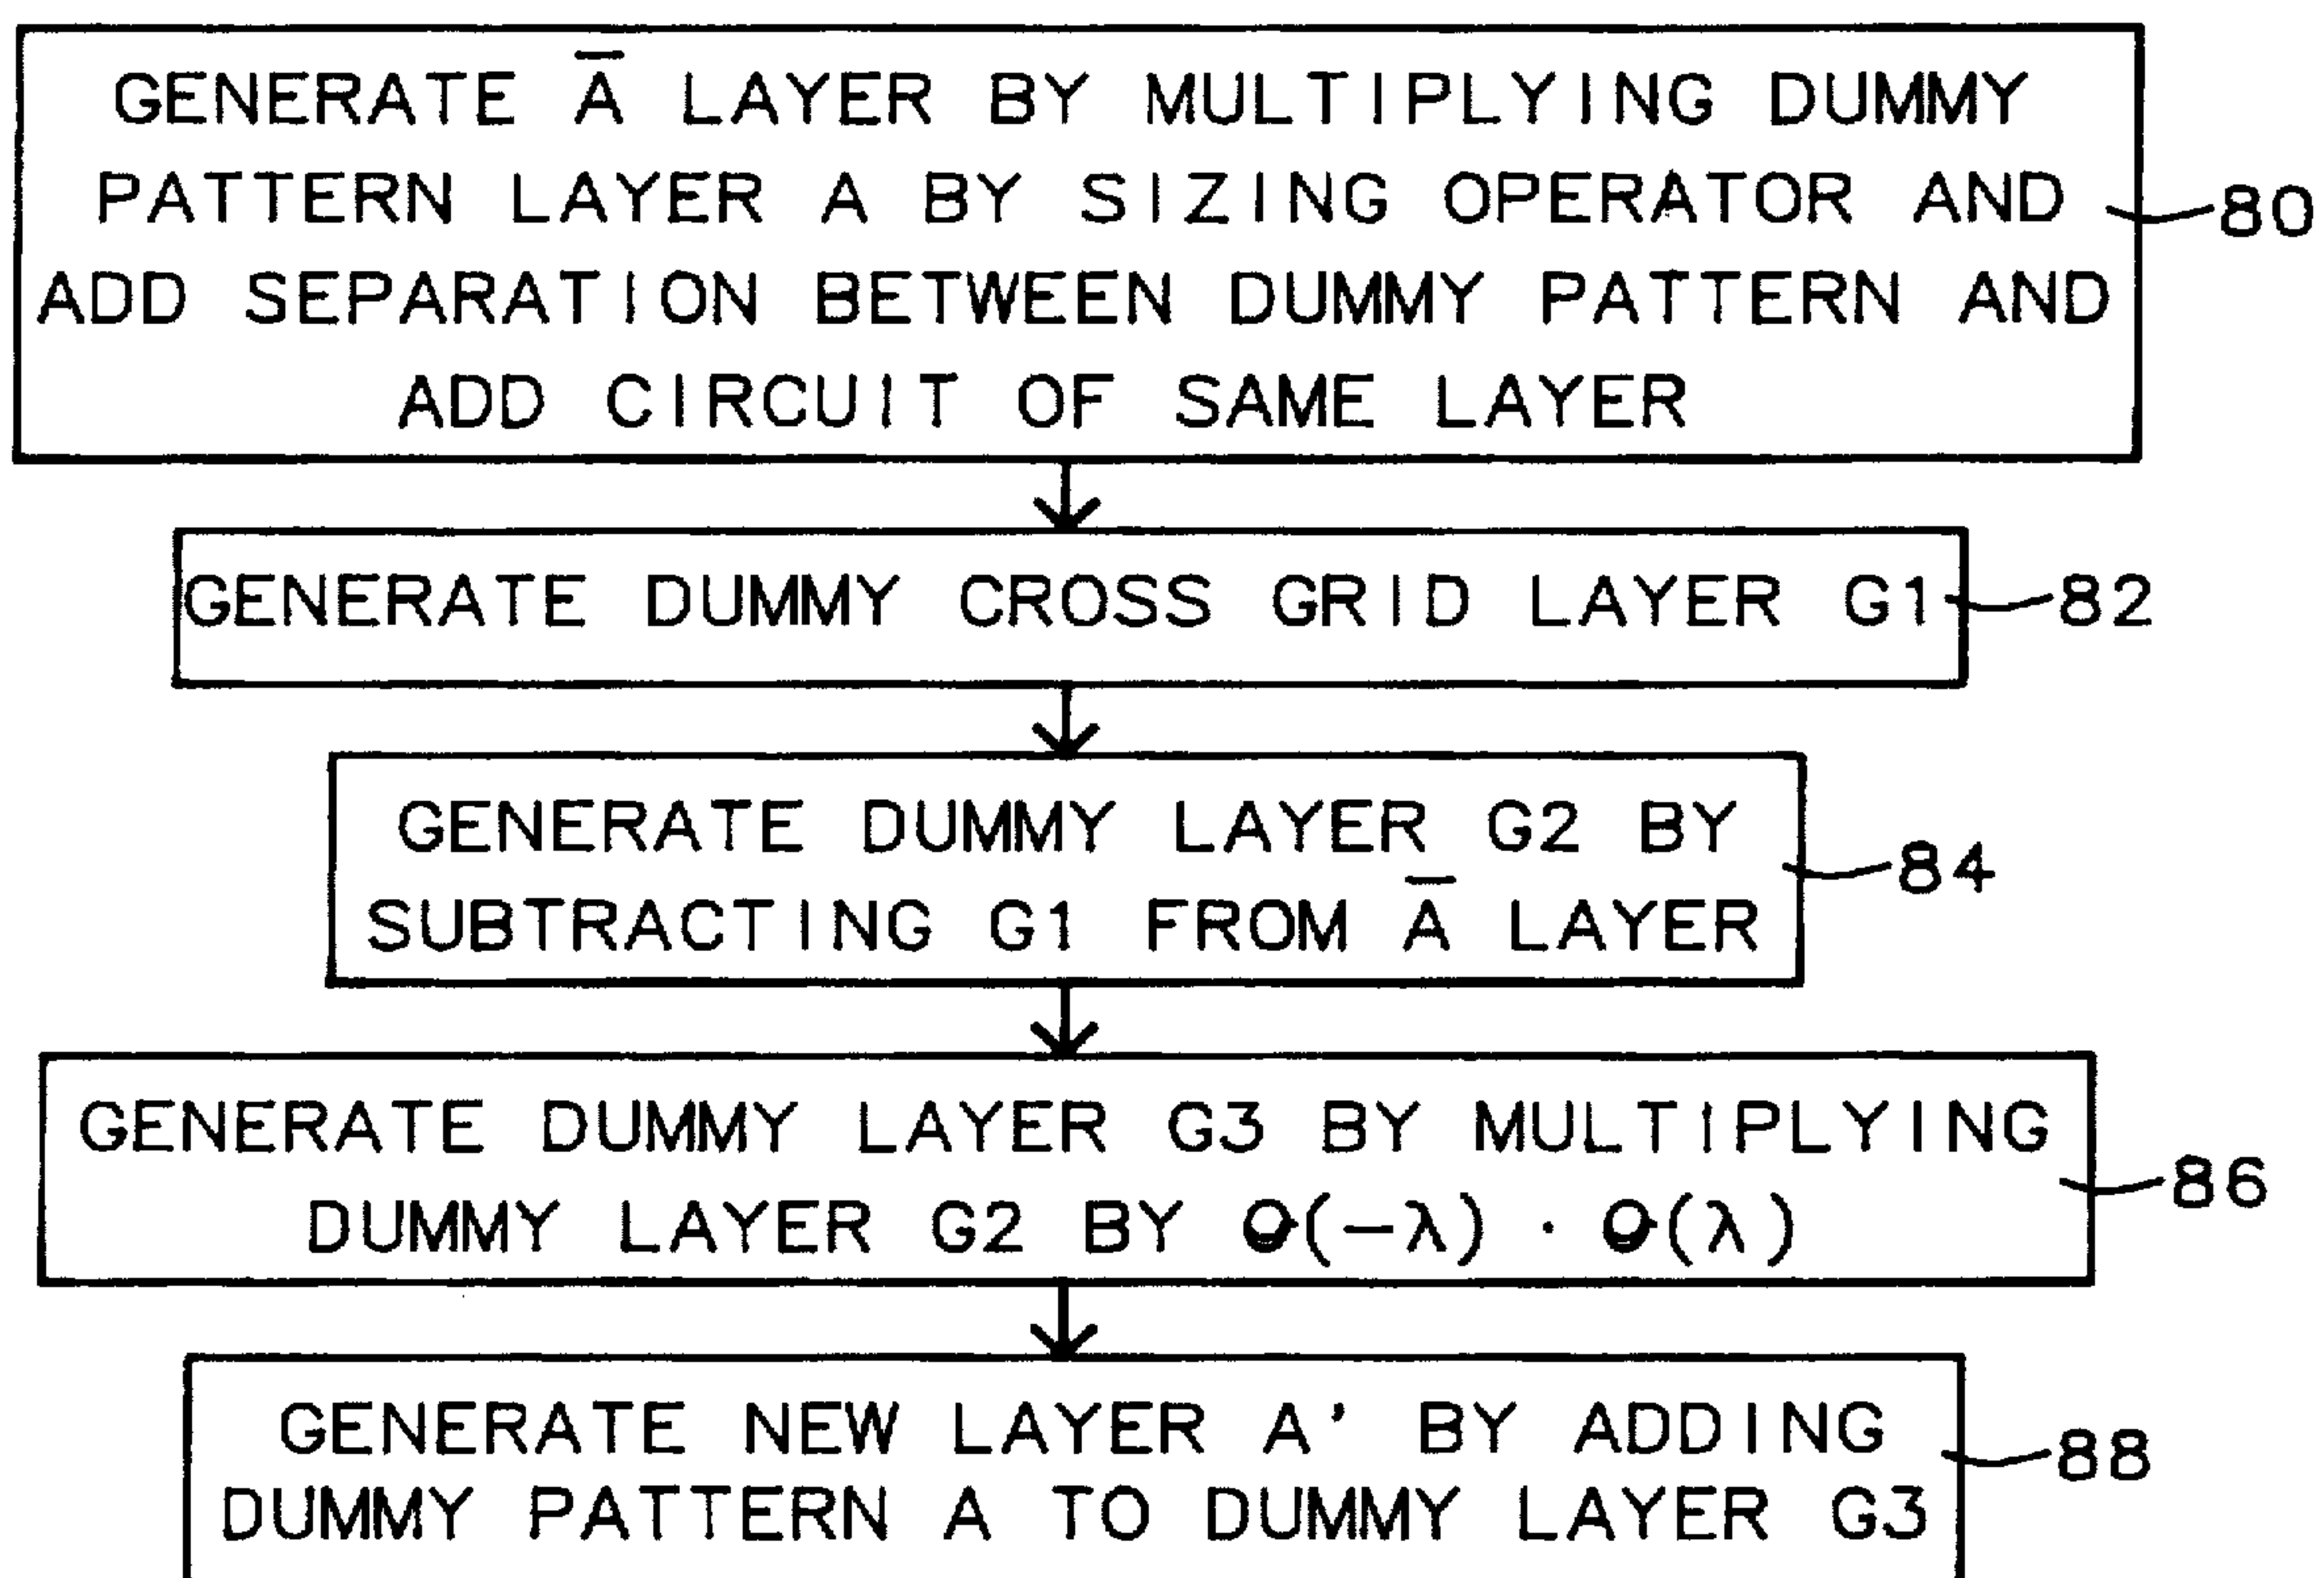 GENERATE A̅ LAYER BY MULTIPLYING DUMMY
PATTERN LAYER A BY SIZING OPERATOR AND
ADD SEPARATION BETWEEN DUMMY PATTERN AND
ADD CIRCUIT OF SAME LAYER
80
GENERATE DUMMY CROSS GRID LAYER G1
82
GENERATE DUMMY LAYER G2 BY
SUBTRACTING G1 FROM A̅ LAYER
84
GENERATE DUMMY LAYER G3 BY MULTIPLYING
DUMMY LAYER G2 BY (-λ) · (λ)
86
GENERATE NEW LAYER A' BY ADDING
DUMMY PATTERN A TO DUMMY LAYER G3
88